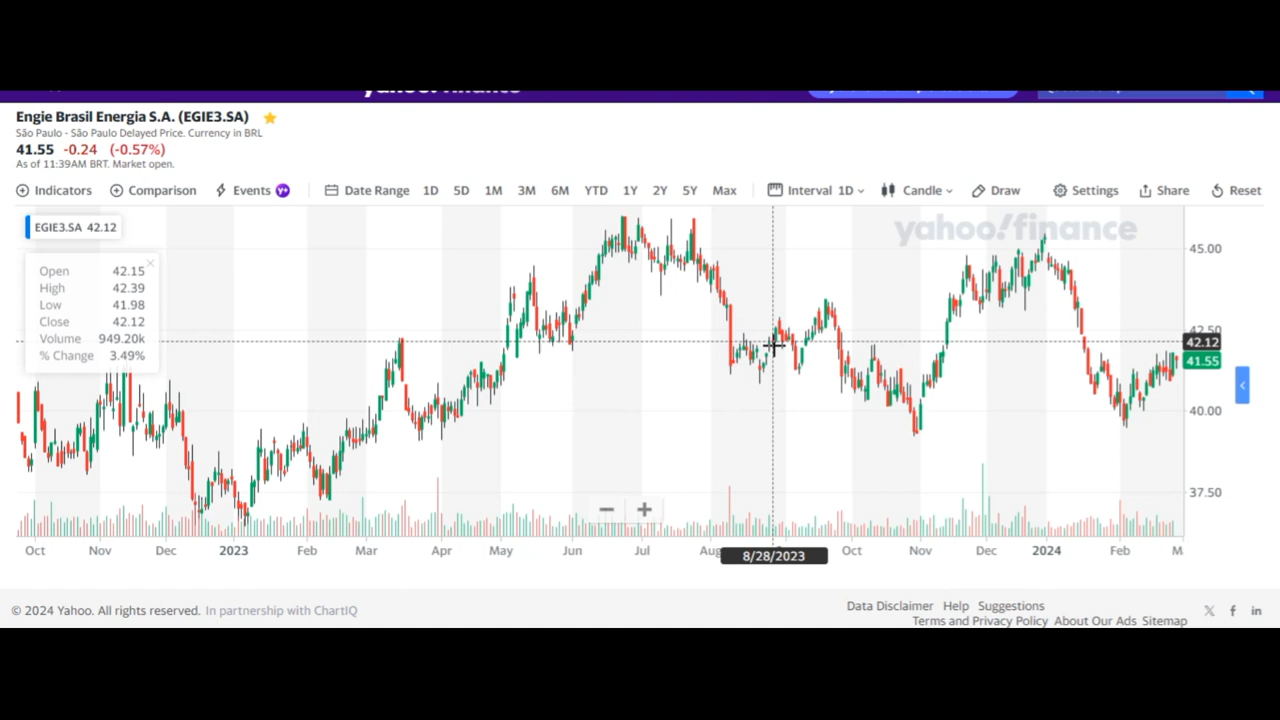 Engie Brasil Energia S.A. (EGIE3.SA)
São Paulo - São Paulo Delayed Price. Currency in BRL
41.55 -0.24 (-0.57%)
As of 11:39AM BRT. Market open.
Indicators Comparison Events Y+ Date Range 1D 5D 1M 3M 6M YTD 1Y 2Y 5Y Max Interval 1D Candle Draw Settings Share Reset
EGIE3.SA 42.12
yahoo!finance
Open 42.15
High 42.39
Low 41.98
Close 42.12
Volume 949.20k
% Change 3.49%
45.00
42.50
42.12
41.55
40.00
37.50
Oct Nov Dec 2023 Feb Mar Apr May Jun Jul Aug 8/28/2023 Oct Nov Dec 2024 Feb M
© 2024 Yahoo. All rights reserved. In partnership with ChartIQ
Data Disclaimer Help Suggestions
Terms and Privacy Policy About Our Ads Sitemap